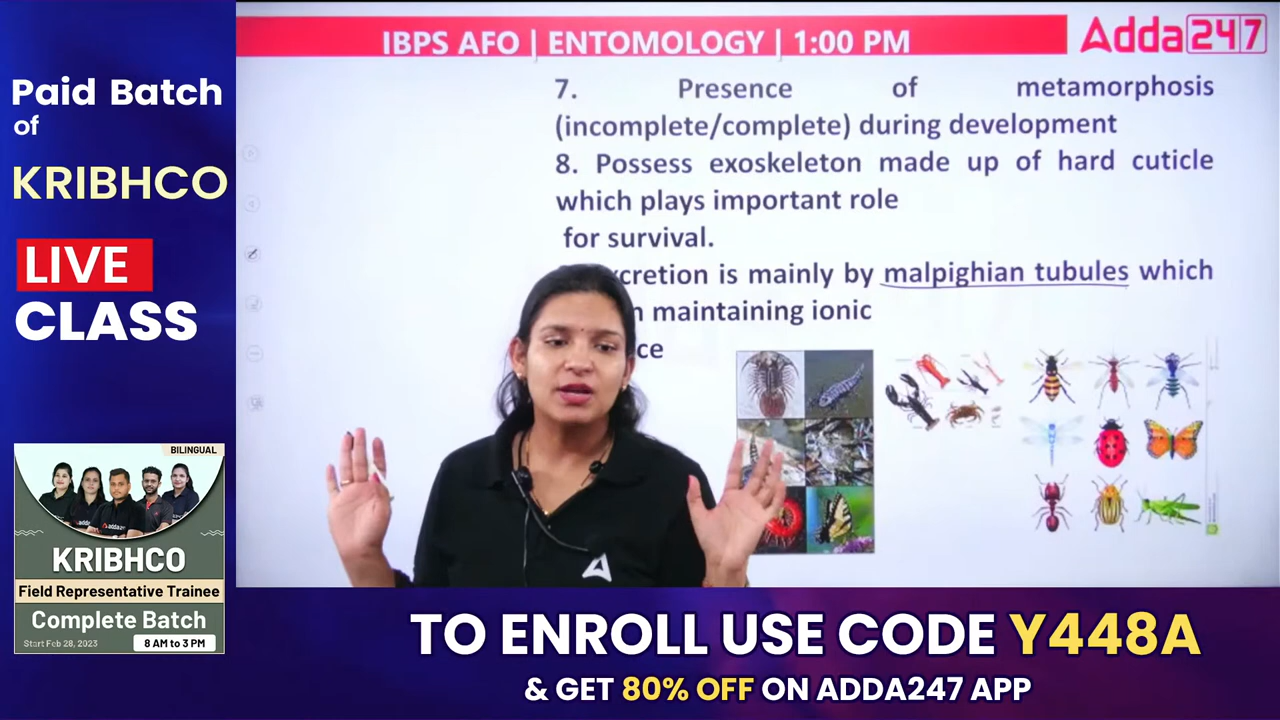 Paid Batch
of
KRIBHCO
LIVE
CLASS
BILINGUAL
KRIBHCO
Field Representative Trainee
Complete Batch
Start Feb 28, 2023
8 AM to 3 PM
IBPS AFO | ENTOMOLOGY | 1:00 PM
Adda247
7. Presence of metamorphosis
(incomplete/complete) during development
8. Possess exoskeleton made up of hard cuticle
which plays important role
for survival.
is mainly by malpighian tubules which
maintaining ionic
TO ENROLL USE CODE Y448A
& GET 80% OFF ON ADDA247 APP